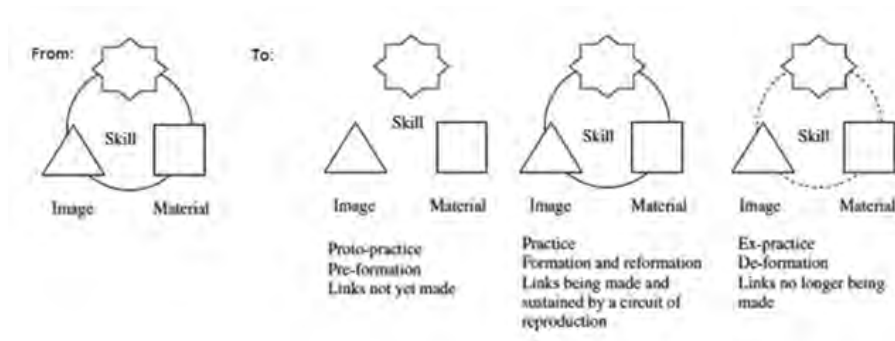 From:
To:
Skill
Image
Material
Skill
Image
Material
Proto-practice
Pre-formation
Links not yet made
Skill
Image
Material
Practice
Formation and reformation
Links being made and
sustained by a circuit of
reproduction
Skill
Image
Material
Ex-practice
De-formation
Links no longer being
made